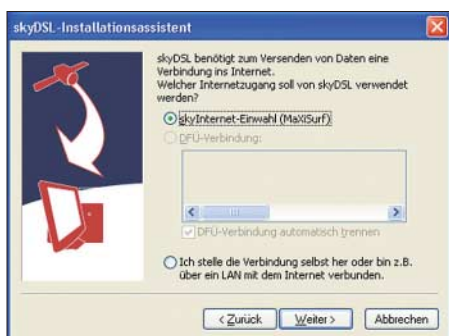 skyDSL-Installationsassistent
skyDSL benötigt zum Versenden von Daten eine
Verbindung ins Internet.
Welcher Internetzugang soll von skyDSL verwendet
werden?
skyInternet-Einwahl (MaXiSurf)
DFÜ-Verbindung:
DFÜ-Verbindung automatisch trennen
Ich stelle die Verbindung selbst her oder bin z.B.
über ein LAN mit dem Internet verbunden.
< Zurück Weiter > Abbrechen